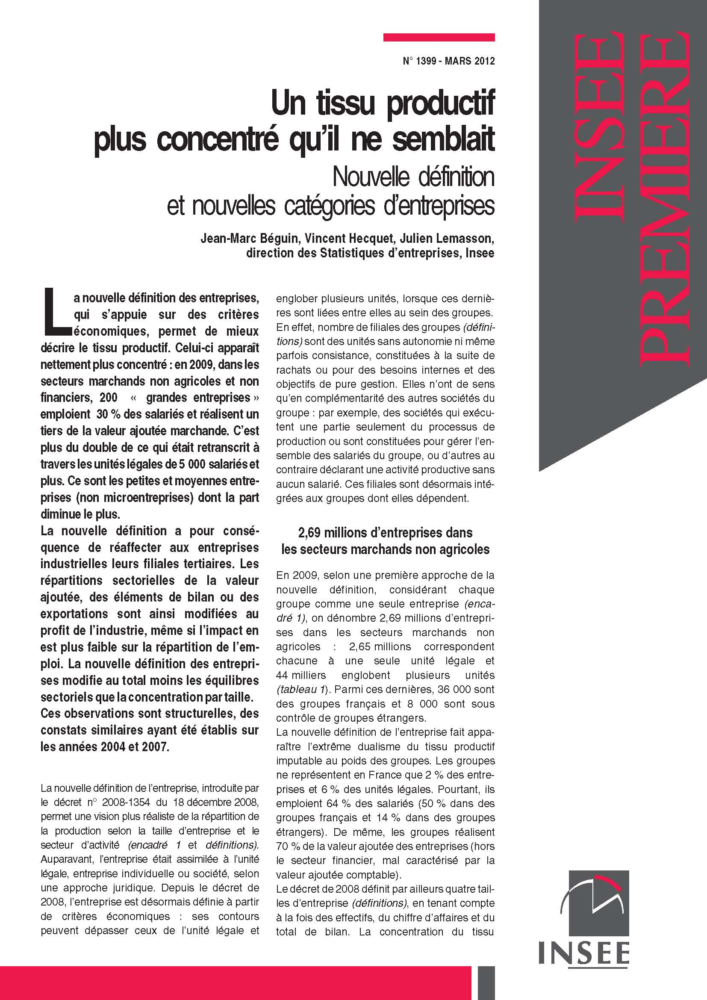 N° 1399 - MARS 2012
Un tissu productif
plus concentré qu'il ne semblait
Nouvelle définition
et nouvelles catégories d'entreprises
Jean-Marc Béguin, Vincent Hecquet, Julien Lemasson,
direction des Statistiques d'entreprises, Insee
La nouvelle définition des entreprises,
qui s'appuie sur des critères
économiques, permet de mieux
décrire le tissu productif. Celui-ci apparaît
nettement plus concentré : en 2009, dans les
secteurs marchands non agricoles et non
financiers, 200 « grandes entreprises »
emploient 30 % des salariés et réalisent un
tiers de la valeur ajoutée marchande. C'est
plus du double de ce qui était retranscrit à
travers les unités légales de 5 000 salariés et
plus. Ce sont les petites et moyennes entre-
prises (non microentreprises) dont la part
diminue le plus.
La nouvelle définition a pour consé-
quence de réaffecter aux entreprises
industrielles leurs filiales tertiaires. Les
répartitions sectorielles de la valeur
ajoutée, des éléments de bilan ou des
exportations sont ainsi modifiées au
profit de l'industrie, même si l'impact en
est plus faible sur la répartition de l'em-
ploi. La nouvelle définition des entrepri-
ses modifie au total moins les équilibres
sectoriels que la concentration par taille.
Ces observations sont structurelles, des
constats similaires ayant été établis sur
les années 2004 et 2007.
La nouvelle définition de l'entreprise, introduite par
le décret n° 2008-1354 du 18 décembre 2008,
permet une vision plus réaliste de la répartition de
la production selon la taille d'entreprise et le
secteur d'activité (encadré 1 et définitions).
Auparavant, l'entreprise était assimilée à l'unité
légale, entreprise individuelle ou société, selon
une approche juridique. Depuis le décret de
2008, l'entreprise est désormais définie à partir
de critères économiques : ses contours
peuvent dépasser ceux de l'unité légale et
englober plusieurs unités, lorsque ces derniè-
res sont liées entre elles au sein des groupes.
En effet, nombre de filiales des groupes (défini-
tions) sont des unités sans autonomie ni même
parfois consistance, constituées à la suite de
rachats ou pour des besoins internes et des
objectifs de pure gestion. Elles n'ont de sens
qu'en complémentarité des autres sociétés du
groupe : par exemple, des sociétés qui exécu-
tent une partie seulement du processus de
production ou sont constituées pour gérer l'en-
semble des salariés du groupe, ou d'autres au
contraire déclarant une activité productive sans
aucun salarié. Ces filiales sont désormais inté-
grées aux groupes dont elles dépendent.
2,69 millions d'entreprises dans
les secteurs marchands non agricoles
En 2009, selon une première approche de la
nouvelle définition, considérant chaque
groupe comme une seule entreprise (enca-
dré 1), on dénombre 2,69 millions d'entrepri-
ses dans les secteurs marchands non
agricoles : 2,65 millions correspondent
chacune à une seule unité légale et
44 milliers englobent plusieurs unités
(tableau 1). Parmi ces dernières, 36 000 sont
des groupes français et 8 000 sont sous
contrôle de groupes étrangers.
La nouvelle définition de l'entreprise fait appa-
raître l'extrême dualisme du tissu productif
imputable au poids des groupes. Les groupes
ne représentent en France que 2 % des entre-
prises et 6 % des unités légales. Pourtant, ils
emploient 64 % des salariés (50 % dans des
groupes français et 14 % dans des groupes
étrangers). De même, les groupes réalisent
70 % de la valeur ajoutée des entreprises (hors
le secteur financier, mal caractérisé par la
valeur ajoutée comptable).
Le décret de 2008 définit par ailleurs quatre tail-
les d'entreprise (définitions), en tenant compte
à la fois des effectifs, du chiffre d'affaires et du
total de bilan. La concentration du tissu
INSEE
PREMIERE
INSEE